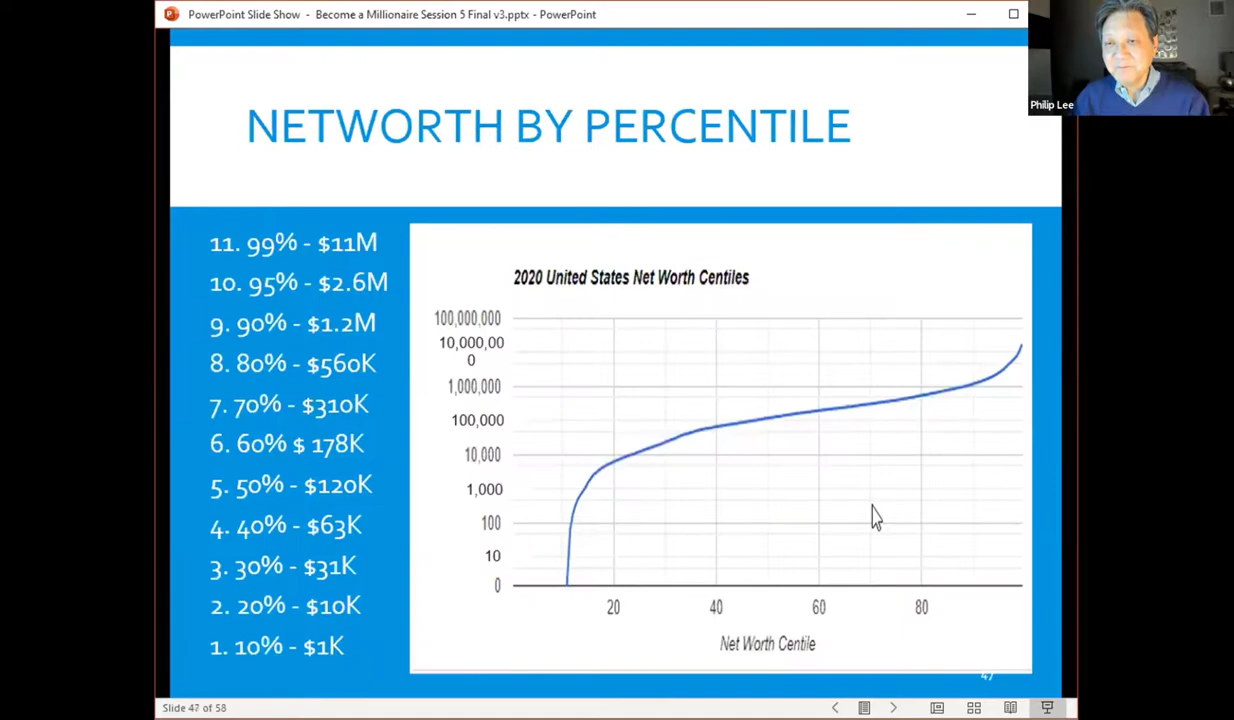 PowerPoint Slide Show - Become a Millionaire Session 5 Final v3.pptx - PowerPoint
Philip Lee
NETWORTH BY PERCENTILE
11. 99% - $11M
10. 95% - $2.6M
9. 90% - $1.2M
8. 80% - $560K
7. 70% - $310K
6. 60% $ 178K
5. 50% - $120K
4. 40% - $63K
3. 30% - $31K
2. 20% - $10K
1. 10% - $1K
2020 United States Net Worth Centiles
100,000,000
10,000,00
0
1,000,000
100,000
10,000
1,000
100
10
0
20 40 60 80
Net Worth Centile
47
Slide 47 of 58